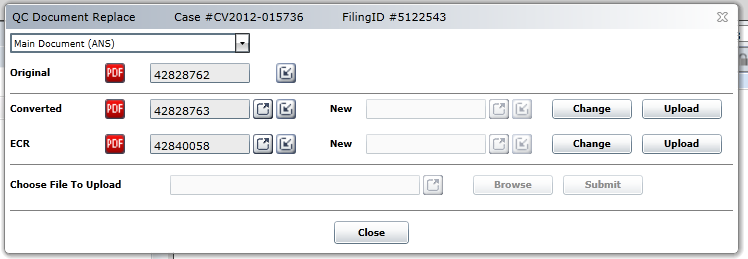 QC Document Replace Case #CV2012-015736 FilingID #5122543
Main Document (ANS)
Original PDF 42828762
Converted PDF 42828763 New Change Upload
ECR PDF 42840058 New Change Upload
Choose File To Upload Browse Submit
Close